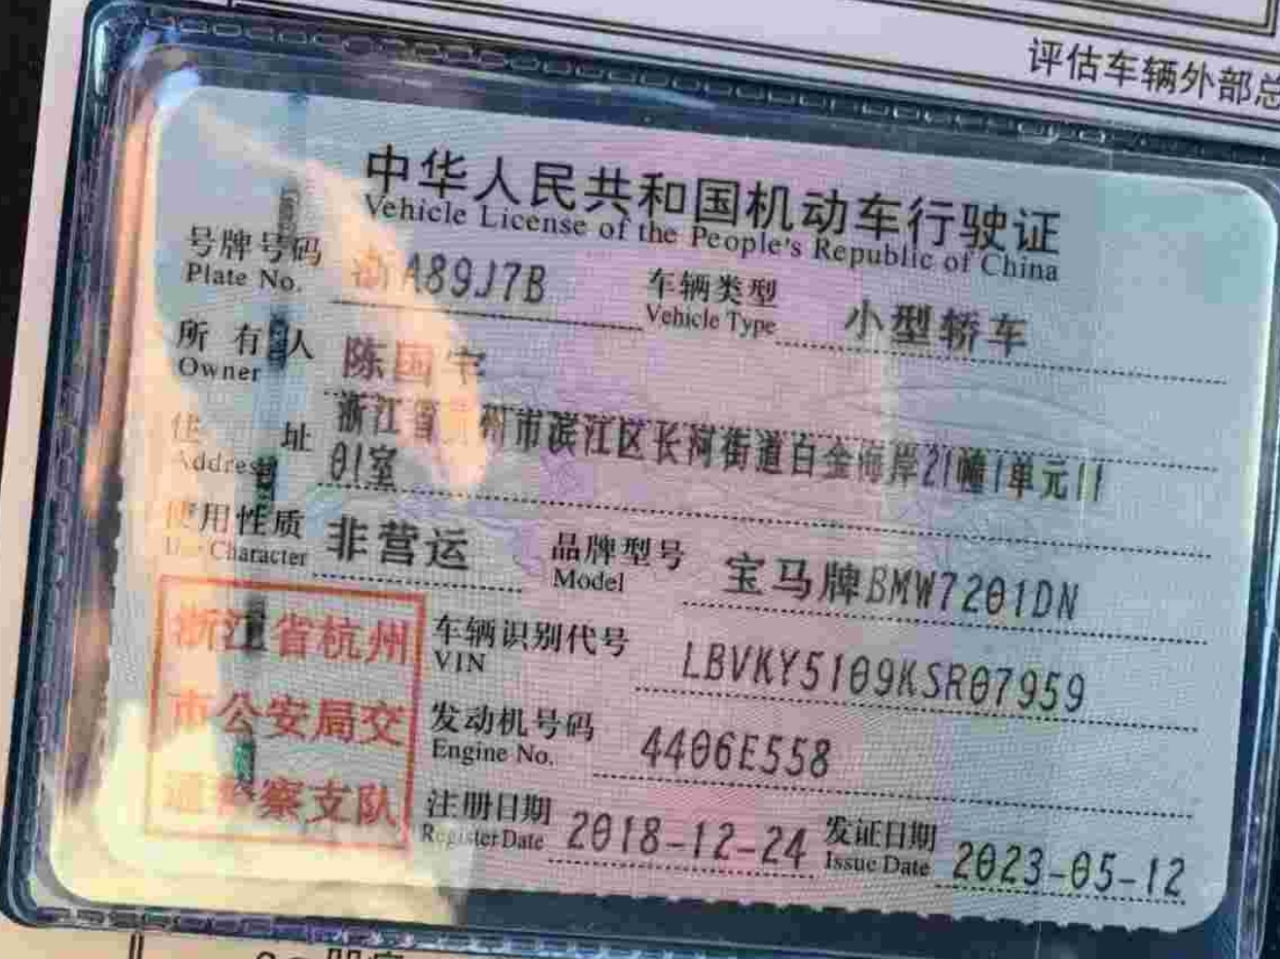 评估车辆外部总
中华人民共和国机动车行驶证
Vehicle License of the People's Republic of China
号牌号码 浙A89J7B 车辆类型 小型轿车
Plate No. Vehicle Type
所有人 陈国宇
Owner
住址 浙江省 州市滨江区长河街道白金海岸21幢1单元11
Address 01室
使用性质 非营运 品牌型号 宝马牌BMW7201DN
Use Character Model
浙江省杭州 车辆识别代号 LBVKY5109KSR07959
VIN
市公安局交 发动机号码 4406E558
Engine No.
通警察支队 注册日期 2018-12-24 发证日期 2023-05-12
Register Date Issue Date